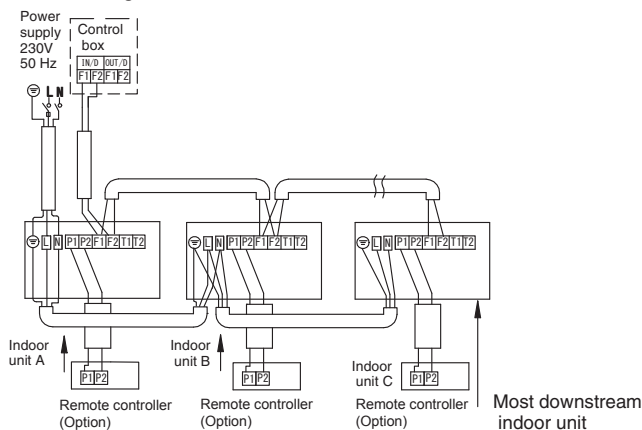 Power
supply
230V
50 Hz
Control
box
IN/D OUT/D
F1 F2 F1 F2
L N
L N P1 P2 F1 F2 T1 T2
L N P1 P2 F1 F2 T1 T2
L N P1 P2 F1 F2 T1 T2
Indoor
unit A
P1 P2
Remote controller
(Option)
Indoor
unit B
P1 P2
Remote controller
(Option)
Indoor
unit C
P1 P2
Remote controller
(Option)
Most downstream
indoor unit